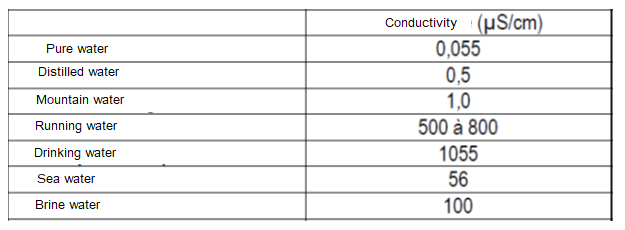 Conductivity (µS/cm)
Pure water 0,055
Distilled water 0,5
Mountain water 1,0
Running water 500 à 800
Drinking water 1055
Sea water 56
Brine water 100